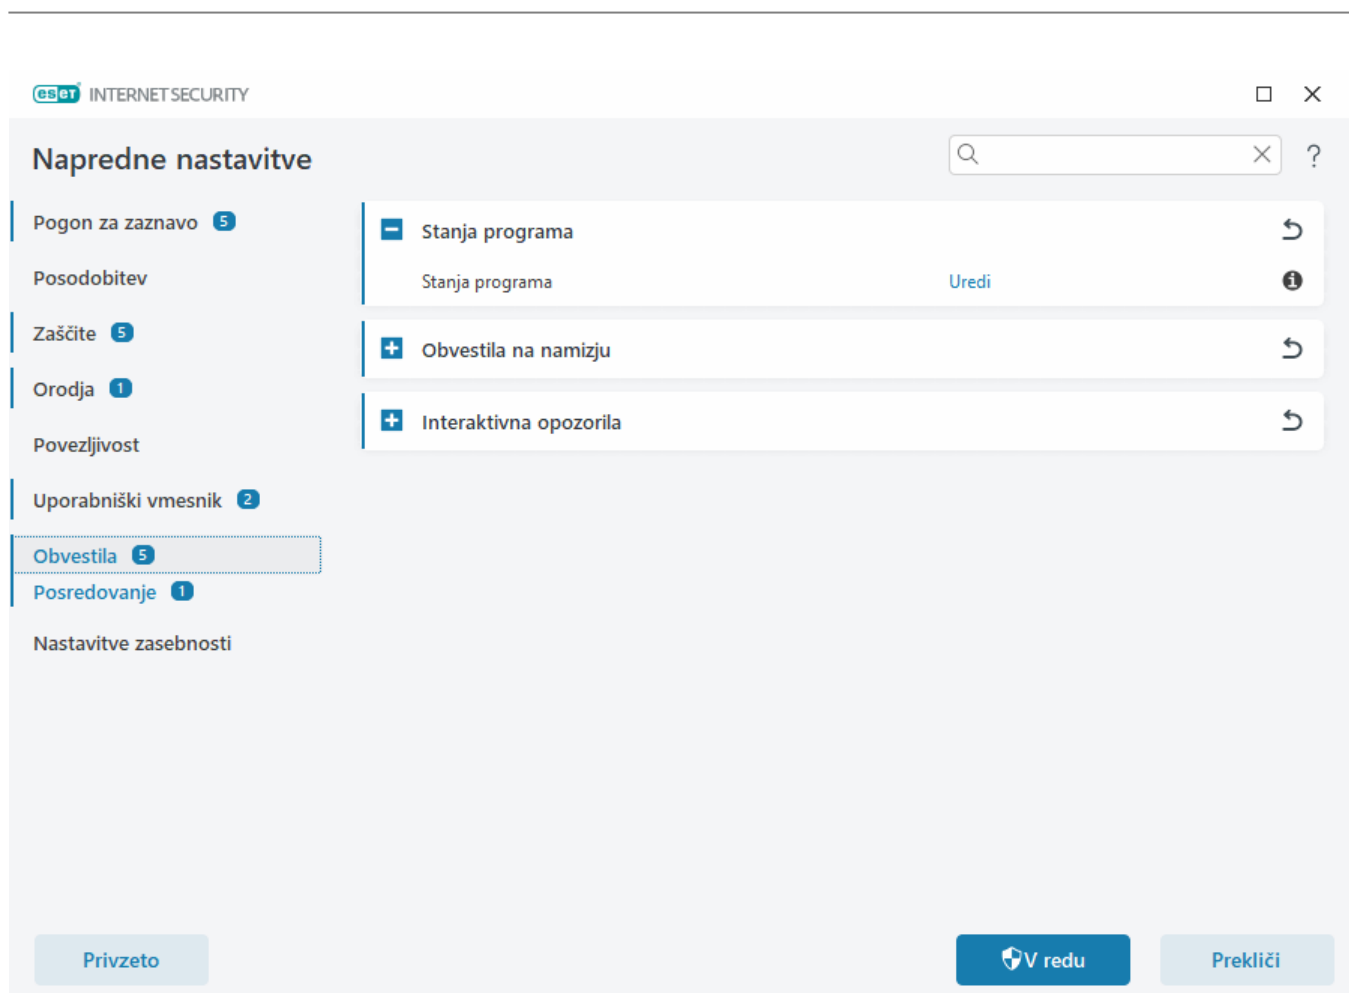 eset INTERNET SECURITY
Napredne nastavitve
?
Pogon za zaznavo 5
Posodobitev
Zaščite 5
Orodja 1
Povezljivost
Uporabniški vmesnik 2
Obvestila 5
Posredovanje 1
Nastavitve zasebnosti
Stanja programa
Stanja programa Uredi
Obvestila na namizju
Interaktivna opozorila
Privzeto
V redu
Prekliči